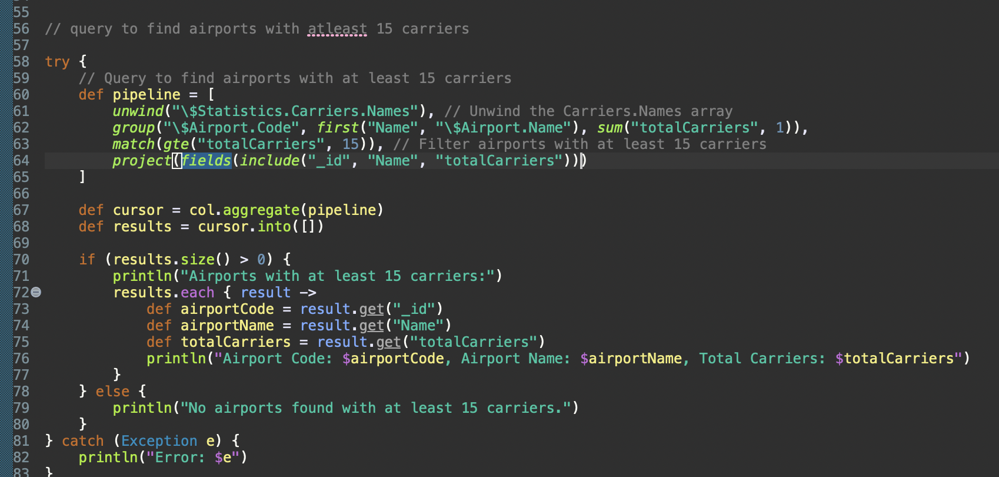 55
56 // query to find airports with atleast 15 carriers
57
58 try {
59     // Query to find airports with at least 15 carriers
60     def pipeline = [
61         unwind("\$Statistics.Carriers.Names"), // Unwind the Carriers.Names array
62         group("\$Airport.Code", first("Name", "\$Airport.Name"), sum("totalCarriers", 1)),
63         match(gte("totalCarriers", 15)), // Filter airports with at least 15 carriers
64         project(fields(include("_id", "Name", "totalCarriers")))
65     ]
66
67     def cursor = col.aggregate(pipeline)
68     def results = cursor.into([])
69
70     if (results.size() > 0) {
71         println("Airports with at least 15 carriers:")
72         results.each { result ->
73             def airportCode = result.get("_id")
74             def airportName = result.get("Name")
75             def totalCarriers = result.get("totalCarriers")
76             println("Airport Code: $airportCode, Airport Name: $airportName, Total Carriers: $totalCarriers")
77         }
78     } else {
79         println("No airports found with at least 15 carriers.")
80     }
81 } catch (Exception e) {
82     println("Error: $e")
83 }